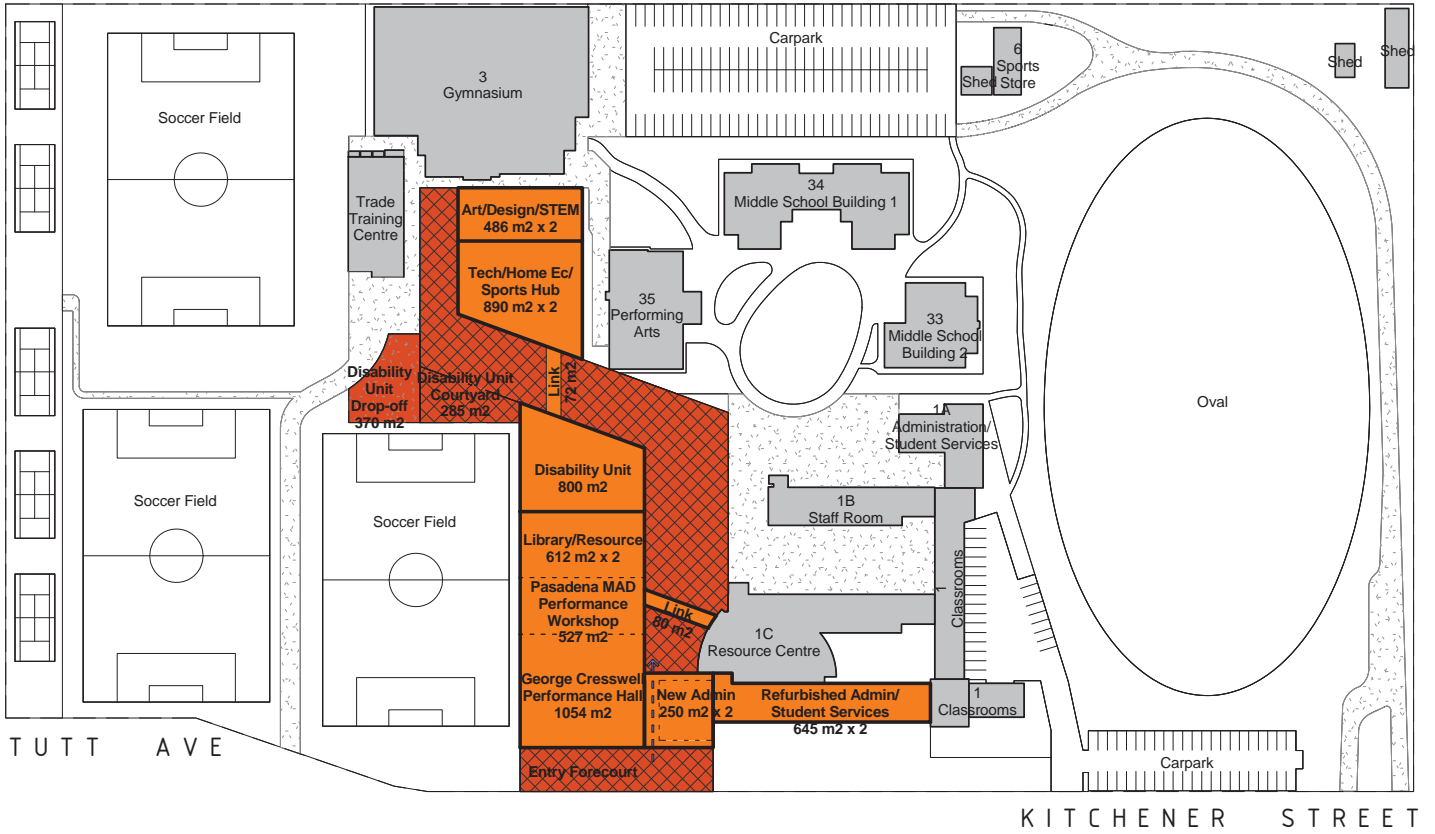 Carpark
3
Gymnasium
6
Sports
Store
Shed
Shed
Shed
Soccer Field
Trade
Training
Centre
Art/Design/STEM
486 m2 x 2
34
Middle School Building 1
Tech/Home Ec/
Sports Hub
890 m2 x 2
35
Performing
Arts
33
Middle School
Building 2
Disability
Unit
Drop-off
370 m2
Disability Unit
Courtyard
285 m2
Link
72 m2
Oval
1A
Administration/
Student Services
Disability Unit
800 m2
Soccer Field
Soccer Field
1B
Staff Room
Library/Resource
612 m2 x 2
Pasadena MAD
Performance
Workshop
527 m2
Link
80 m2
1
Classrooms
1C
Resource Centre
George Cresswell
Performance Hall
1054 m2
New Admin
250 m2 x 2
Refurbished Admin/
Student Services
645 m2 x 2
1
Classrooms
TUTT AVE
Entry Forecourt
Carpark
KITCHENER STREET